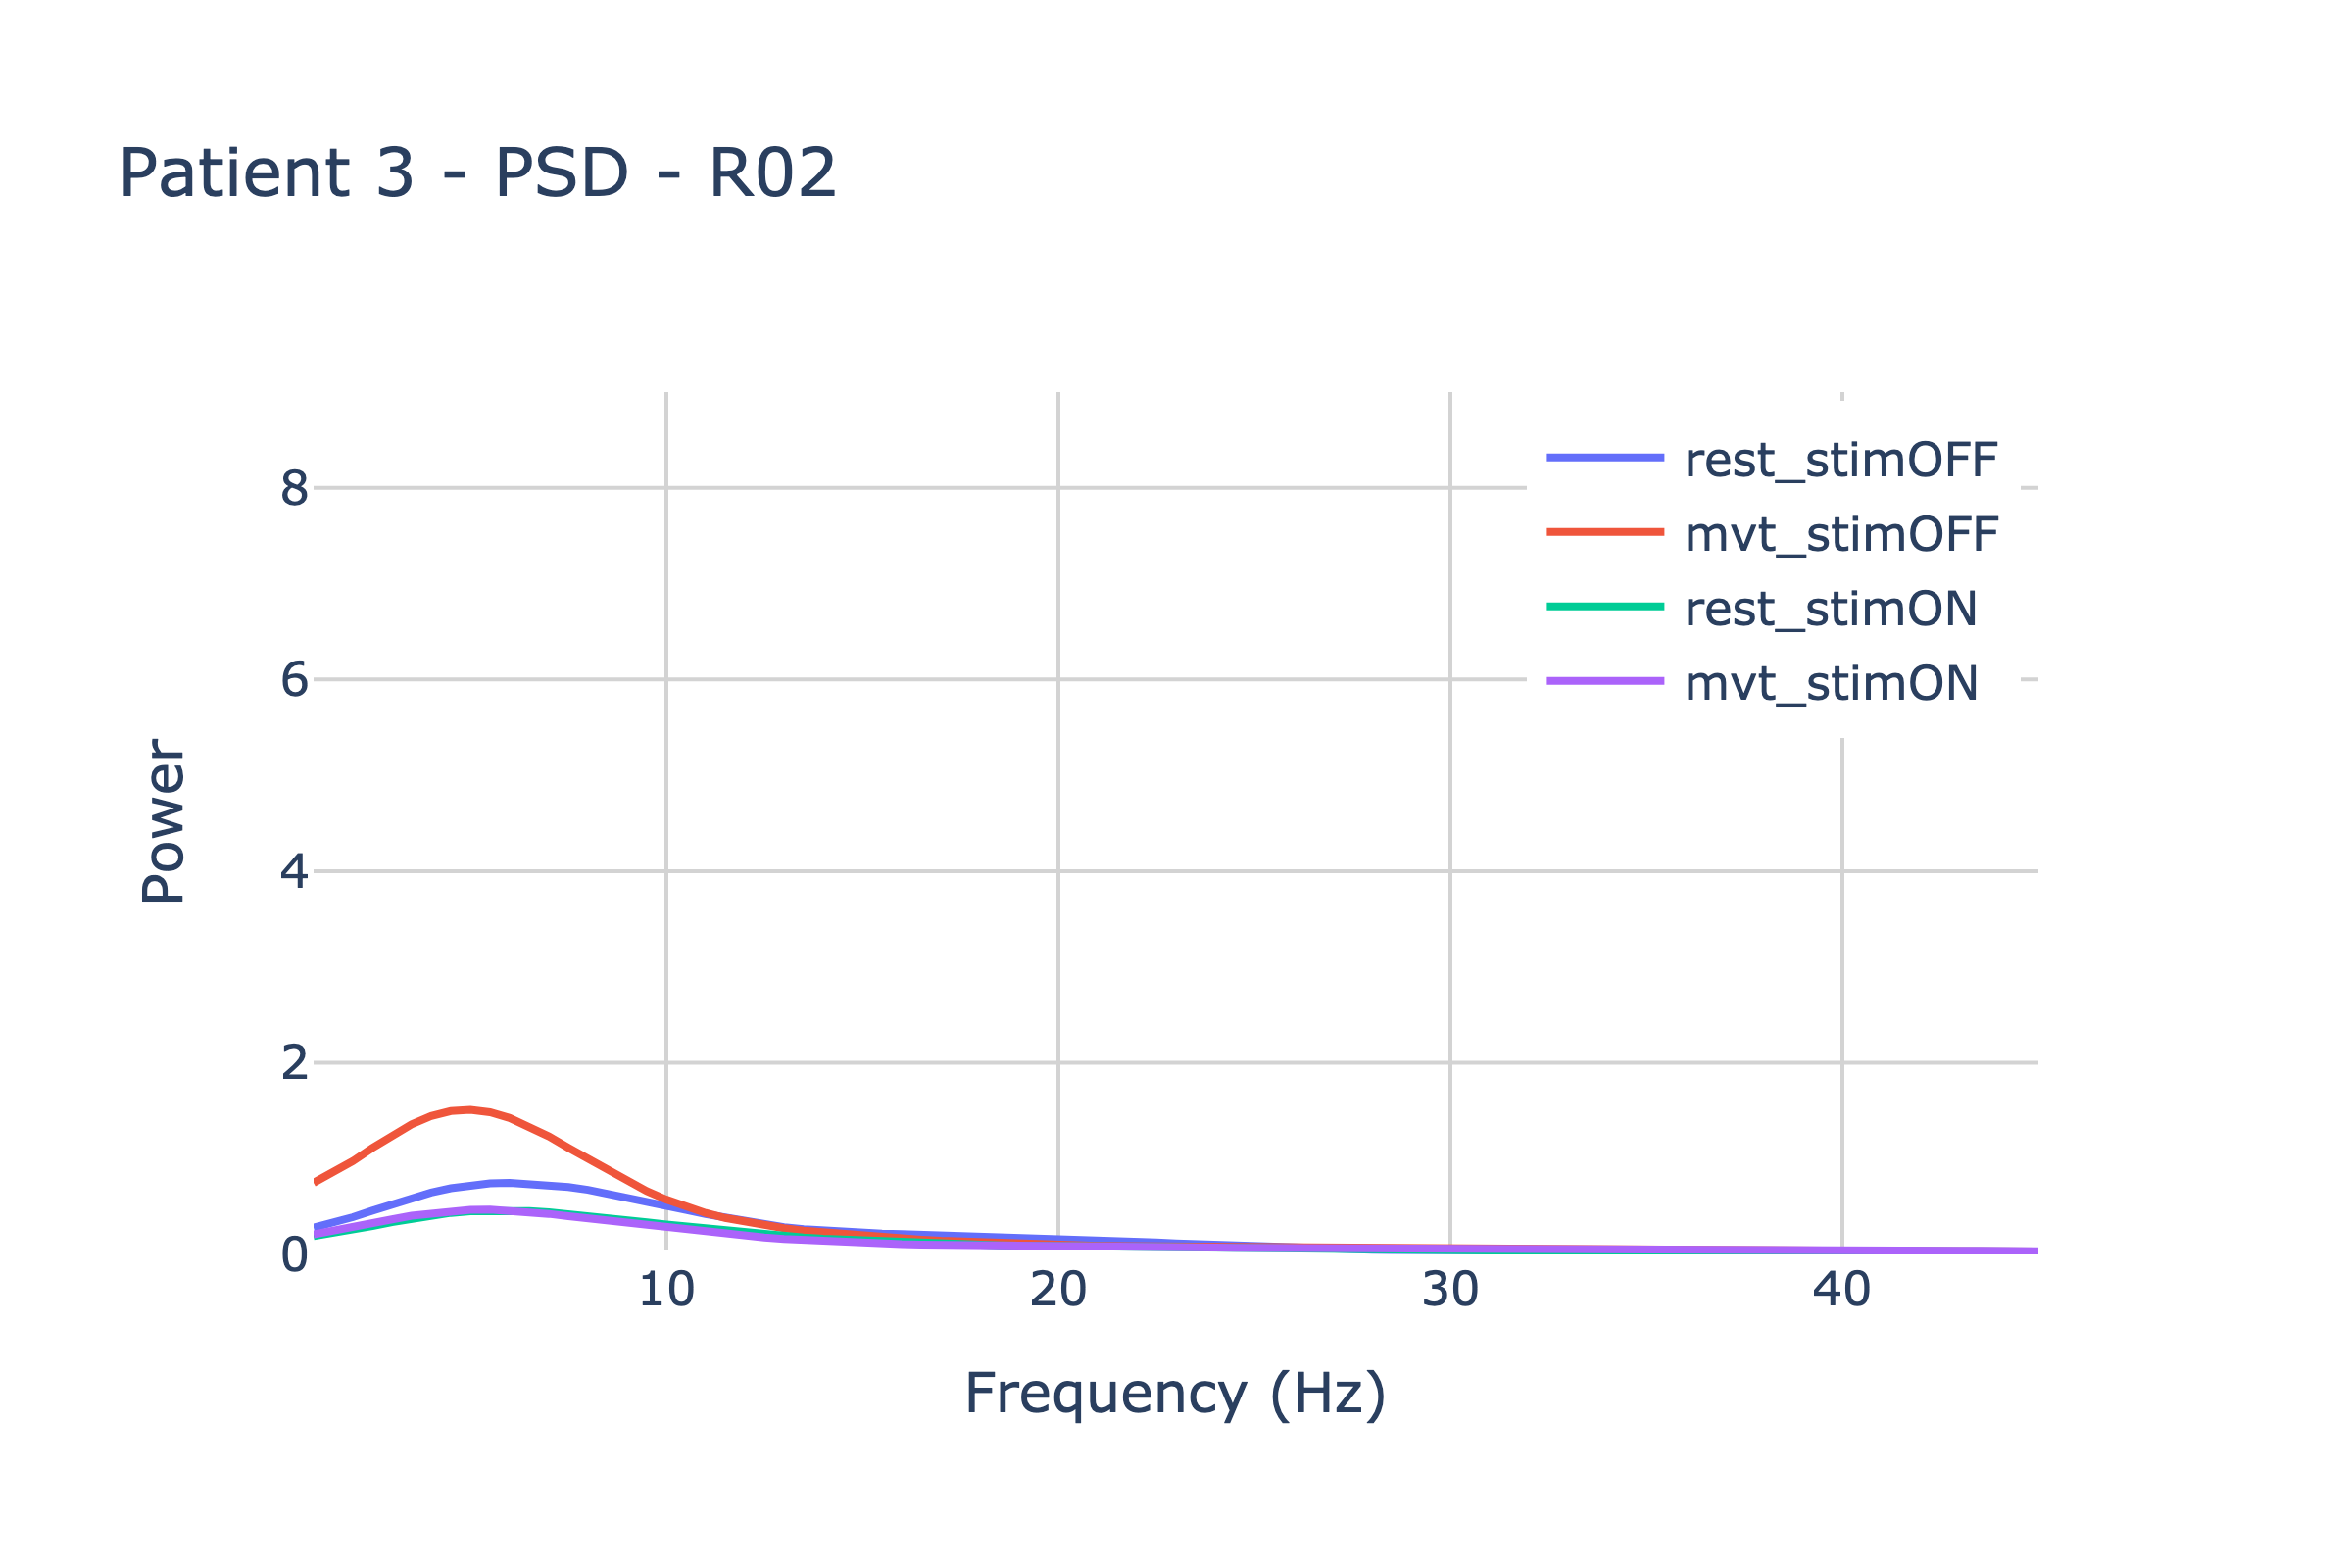 Patient 3 - PSD - R02
rest_stimOFF
mvt_stimOFF
rest_stimON
mvt_stimON
8
6
4
2
0
Power
10 20 30 40
Frequency (Hz)